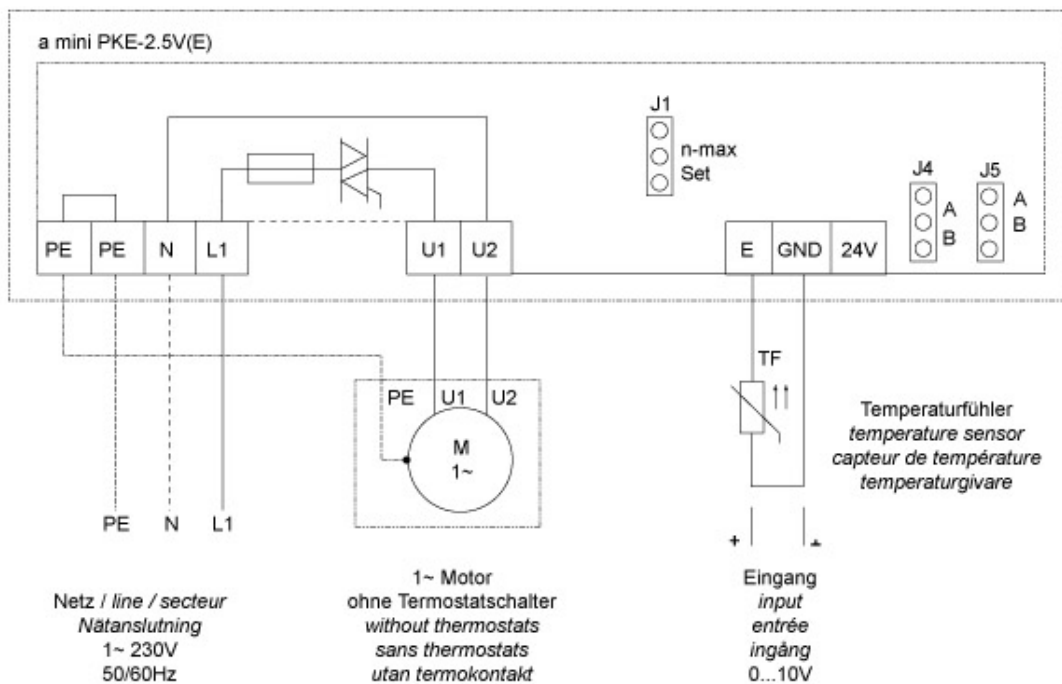 a mini PKE-2.5V(E)
J1
n-max
Set
J4
A
B
J5
A
B
PE PE N L1
U1 U2
E GND 24V
TF
PE U1 U2
M
1~
Temperaturfühler
temperature sensor
capteur de température
temperaturgivare
PE N L1
+ +
Netz / line / secteur
Nätanslutning
1~ 230V
50/60Hz
1~ Motor
ohne Termostatschalter
without thermostats
sans thermostats
utan termokontakt
Eingang
input
entrée
ingång
0...10V